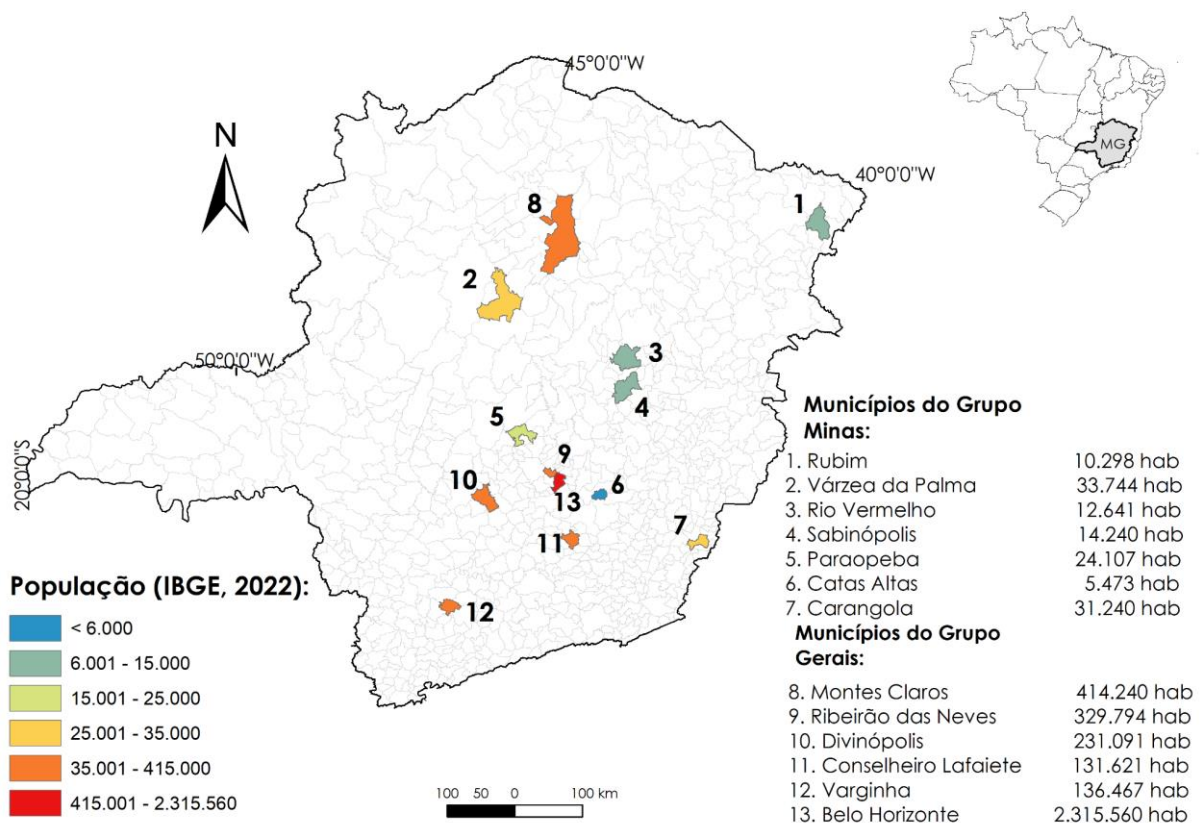 45°0'0"W
N
MG
40°0'0"W
8
1
2
50°0'0"W
3
4
5
20°0'0"S
9
10
13
6
11
7
12
Municípios do Grupo
Minas:
1. Rubim 10.298 hab
2. Várzea da Palma 33.744 hab
3. Rio Vermelho 12.641 hab
4. Sabinópolis 14.240 hab
5. Paraopeba 24.107 hab
6. Catas Altas 5.473 hab
7. Carangola 31.240 hab
Municípios do Grupo
Gerais:
8. Montes Claros 414.240 hab
9. Ribeirão das Neves 329.794 hab
10. Divinópolis 231.091 hab
11. Conselheiro Lafaiete 131.621 hab
12. Varginha 136.467 hab
13. Belo Horizonte 2.315.560 hab
População (IBGE, 2022):
< 6.000
6.001 - 15.000
15.001 - 25.000
25.001 - 35.000
35.001 - 415.000
415.001 - 2.315.560
100 50 0 100 km